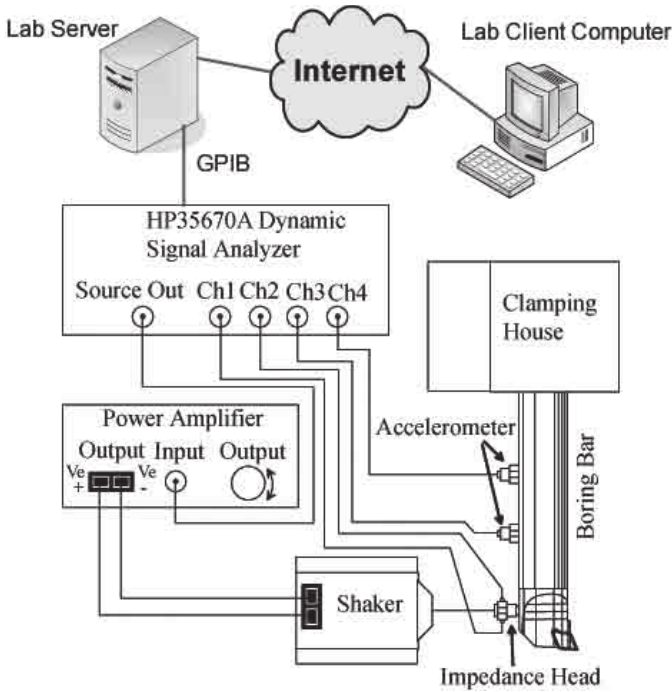 Lab Server
Internet
Lab Client Computer
GPIB
HP35670A Dynamic
Signal Analyzer
Source Out Ch1 Ch2 Ch3 Ch4
Clamping
House
Power Amplifier
Output Input Output
Ve
+
Ve
-
Accelerometer
Boring Bar
Shaker
Impedance Head